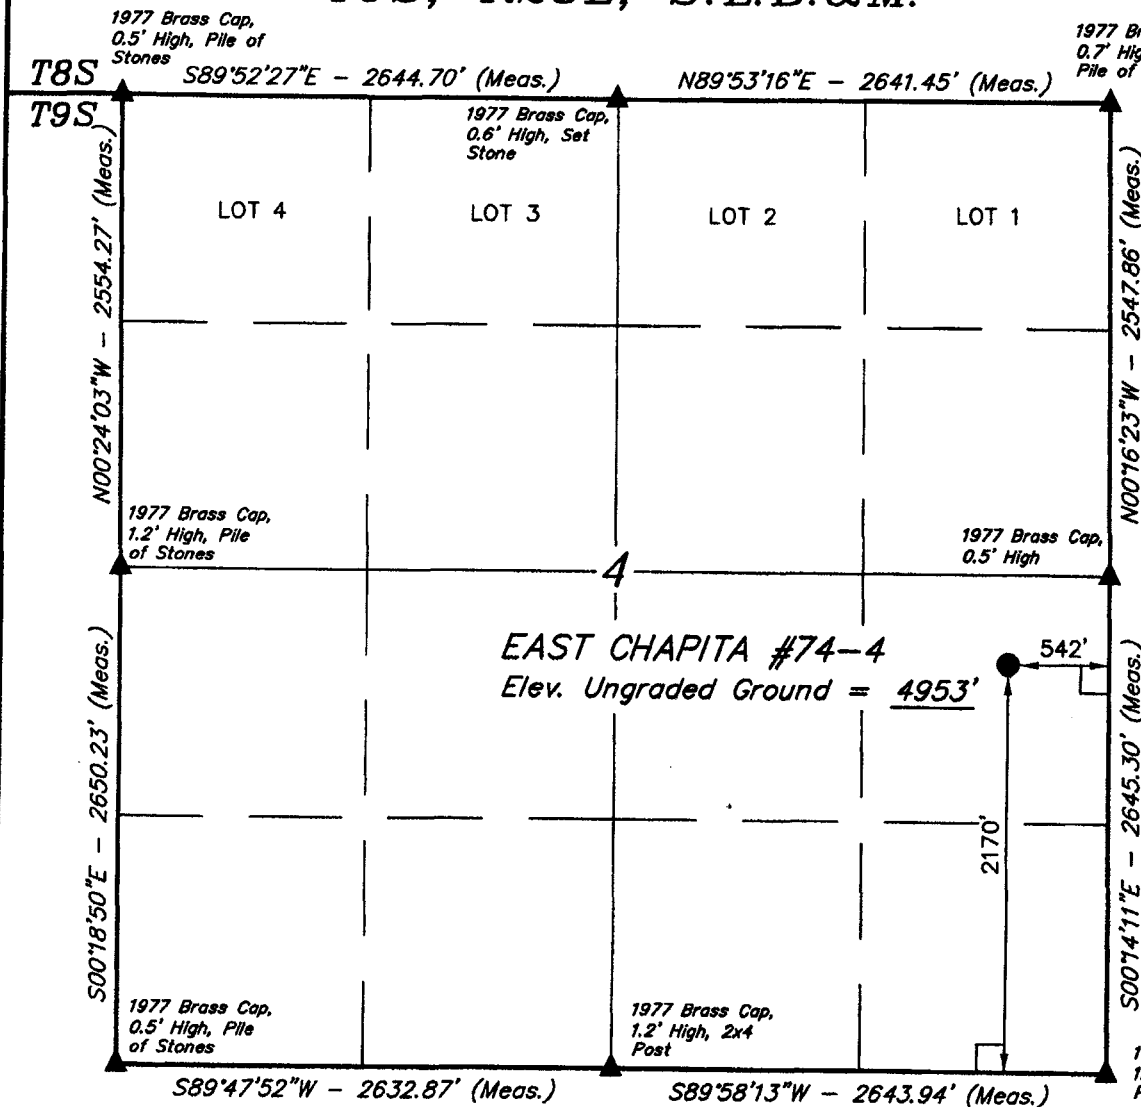 S.L.B.&M.
1977 Brass Cap,
0.5' High, Pile of
Stones
T8S
T9S
S89°52'27"E - 2644.70' (Meas.)
N89°53'16"E - 2641.45' (Meas.)
1977
0.7'
Pile of
1977 Brass Cap,
0.6' High, Set
Stone
LOT 4
LOT 3
LOT 2
LOT 1
N00°24'03"W - 2554.27' (Meas.)
N00°16'23"W - 2547.86' (Meas.)
1977 Brass Cap,
1.2' High, Pile
of Stones
1977 Brass Cap,
0.5' High
4
EAST CHAPITA #74-4
Elev. Ungraded Ground = 4953'
542'
2170'
S00°18'50"E - 2650.23' (Meas.)
S00°14'11"E - 2645.30' (Meas.)
1977 Brass Cap,
0.5' High, Pile
of Stones
1977 Brass Cap,
1.2' High, 2x4
Post
S89°47'52"W - 2632.87' (Meas.)
S89°58'13"W - 2643.94' (Meas.)